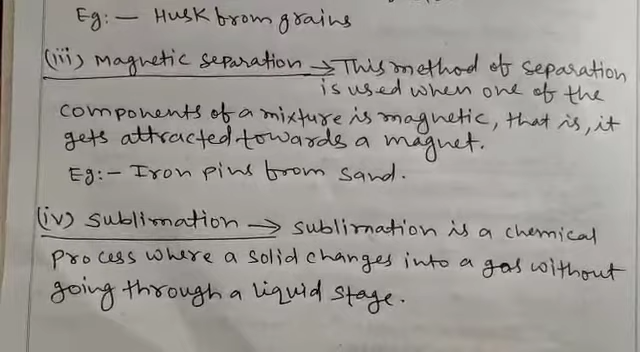 Eg:- Husk from grains
(iii) Magnetic separation → This method of separation
is used when one of the
components of a mixture is magnetic, that is, it
gets attracted towards a magnet.
Eg:- Iron pins from sand.
(iv) Sublimation → Sublimation is a chemical
process where a solid changes into a gas without
going through a liquid stage.